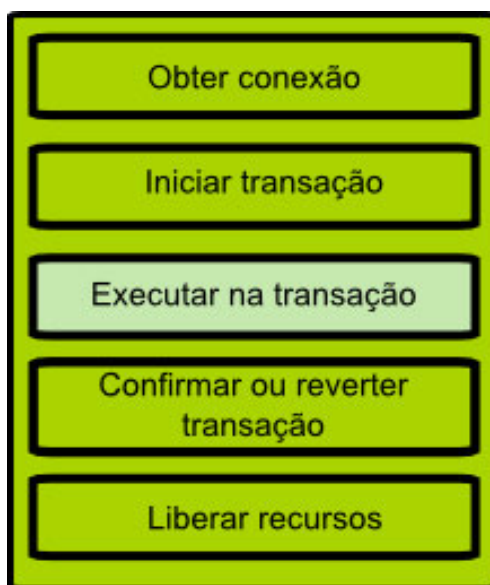 Obter conexão
Iniciar transação
Executar na transação
Confirmar ou reverter
transação
Liberar recursos